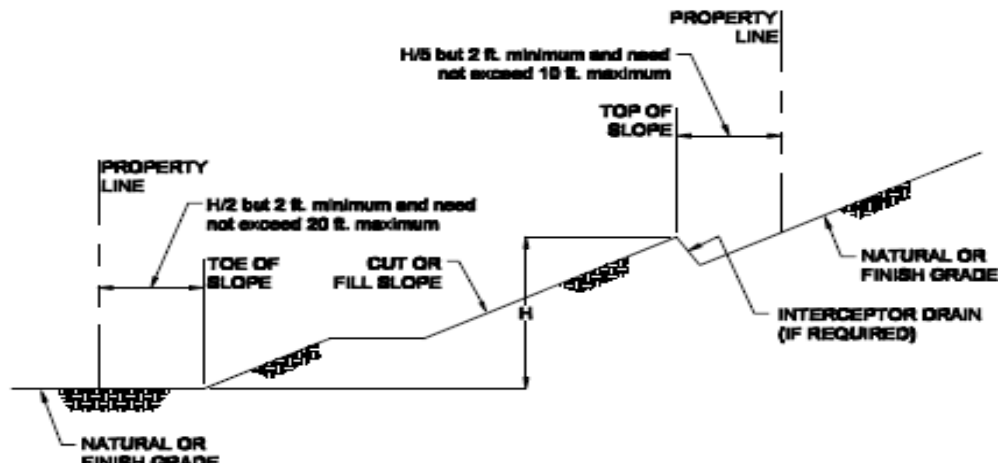 PROPERTY
LINE
H/5 but 2 ft. minimum and need
not exceed 10 ft. maximum
TOP OF
SLOPE
PROPERTY
LINE
H/2 but 2 ft. minimum and need
not exceed 20 ft. maximum
TOE OF
SLOPE
CUT OR
FILL SLOPE
H
NATURAL OR
FINISH GRADE
INTERCEPTOR DRAIN
(IF REQUIRED)
NATURAL OR
FINISH GRADE